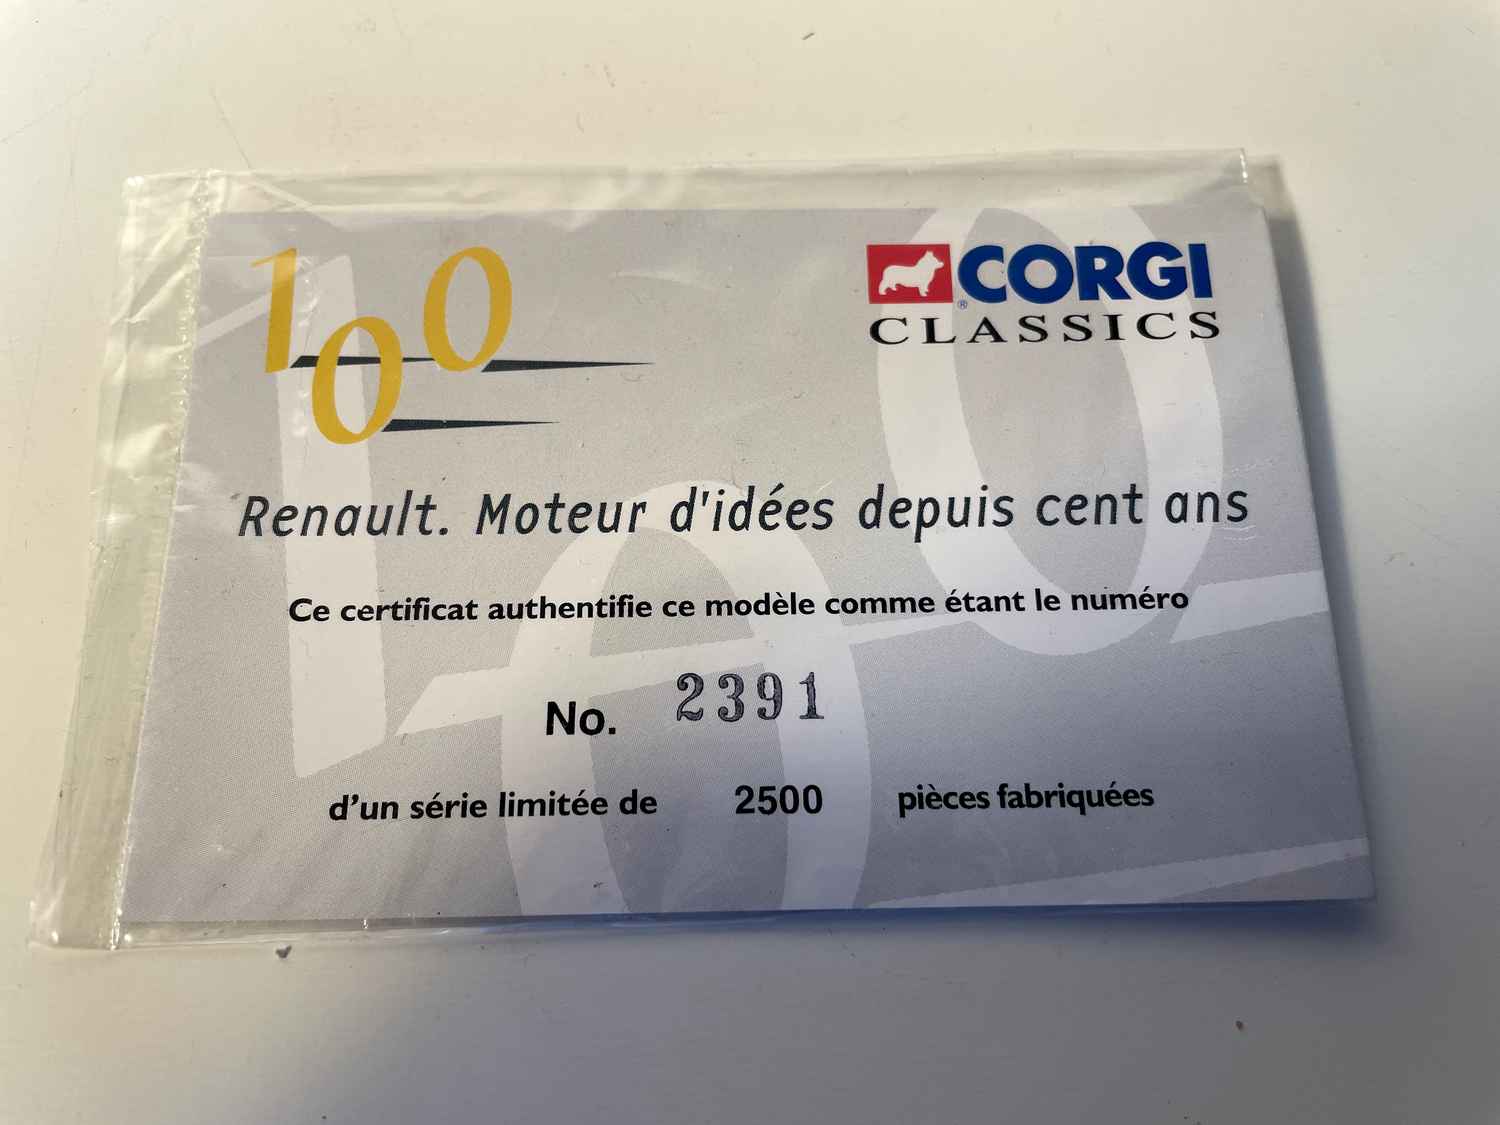 100
CORGI®
CLASSICS
Renault. Moteur d'idées depuis cent ans
Ce certificat authentifie ce modèle comme étant le numéro
No. 2391
d’un série limitée de 2500 pièces fabriquées